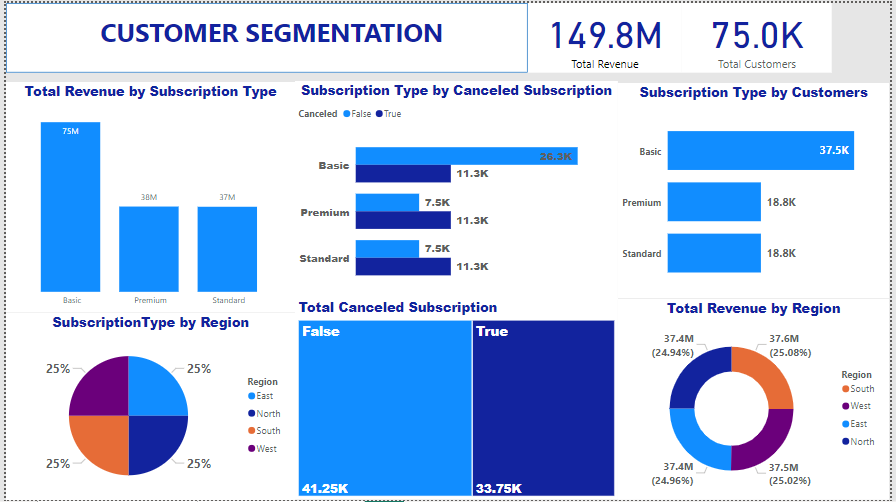 CUSTOMER SEGMENTATION
149.8M
Total Revenue
75.0K
Total Customers
Total Revenue by Subscription Type
75M
38M
37M
Basic
Premium
Standard
Subscription Type by Canceled Subscription
Canceled False True
Basic
26.3K
11.3K
Premium
7.5K
11.3K
Standard
7.5K
11.3K
Subscription Type by Customers
Basic
37.5K
Premium
18.8K
Standard
18.8K
SubscriptionType by Region
25%
25%
25%
25%
Region
East
North
South
West
Total Canceled Subscription
False
True
41.25K
33.75K
Total Revenue by Region
37.4M
(24.94%)
37.6M
(25.08%)
37.4M
(24.96%)
37.5M
(25.02%)
Region
South
West
East
North